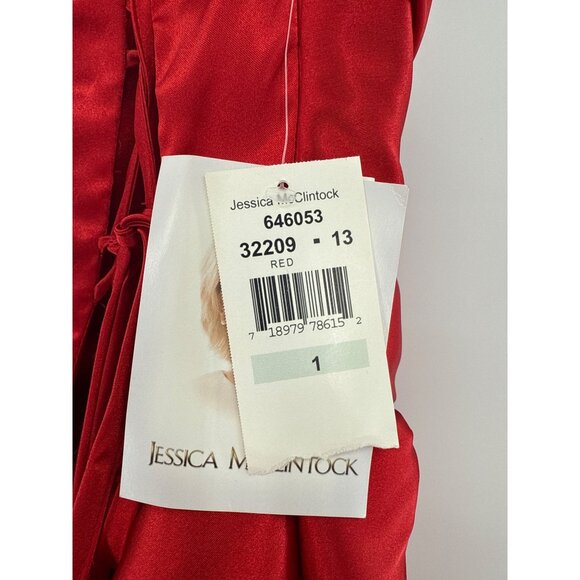 Jessica McClintock
646053
32209 - 13
RED
7 18979 78615 2
1
JESSICA McCLINTOCK